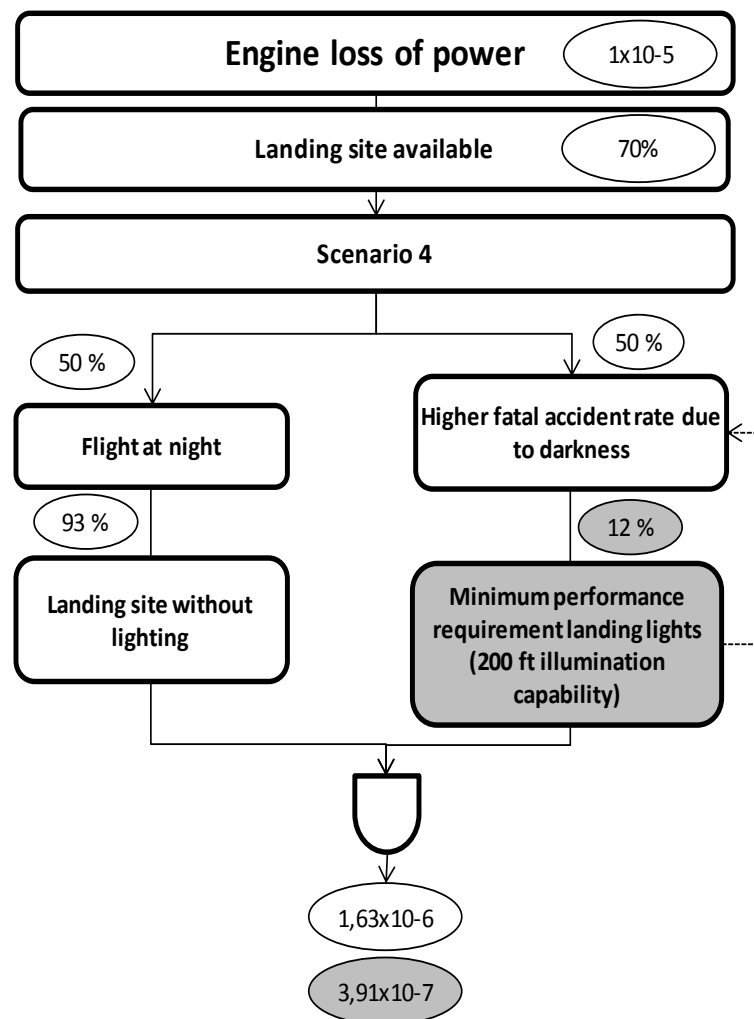 Engine loss of power
1x10-5
Landing site available
70%
Scenario 4
50 %
50 %
Flight at night
Higher fatal accident rate due
to darkness
93 %
12 %
Landing site without
lighting
Minimum performance
requirement landing lights
(200 ft illumination
capability)
1,63x10-6
3,91x10-7